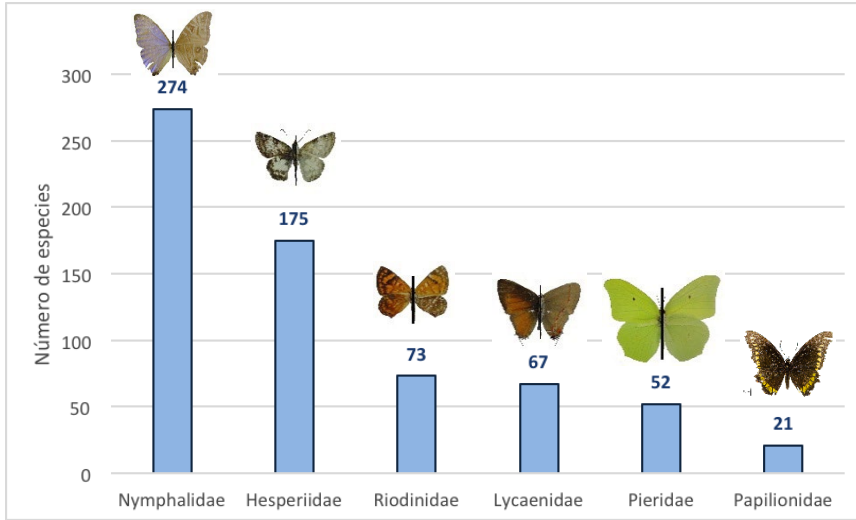 Número de especies
300
250
200
150
100
50
0
274
175
73
67
52
21
Nymphalidae
Hesperiidae
Riodinidae
Lycaenidae
Pieridae
Papilionidae